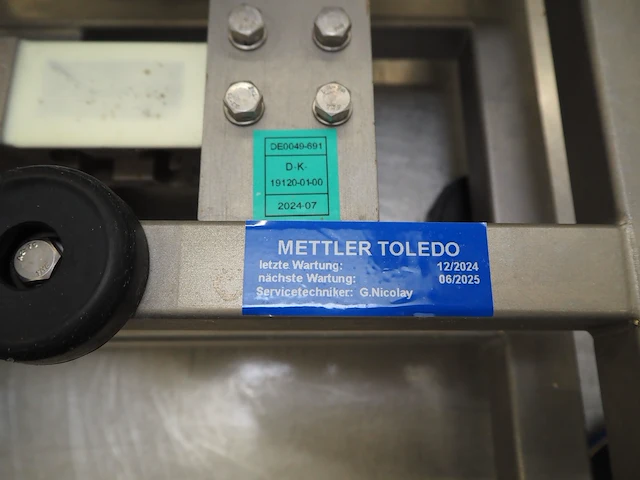 DE0049-691
D-K-
19120-01-00
2024-07
METTLER TOLEDO
letzte Wartung: 12/2024
nächste Wartung: 06/2025
Servicetechniker: G.Nicolay